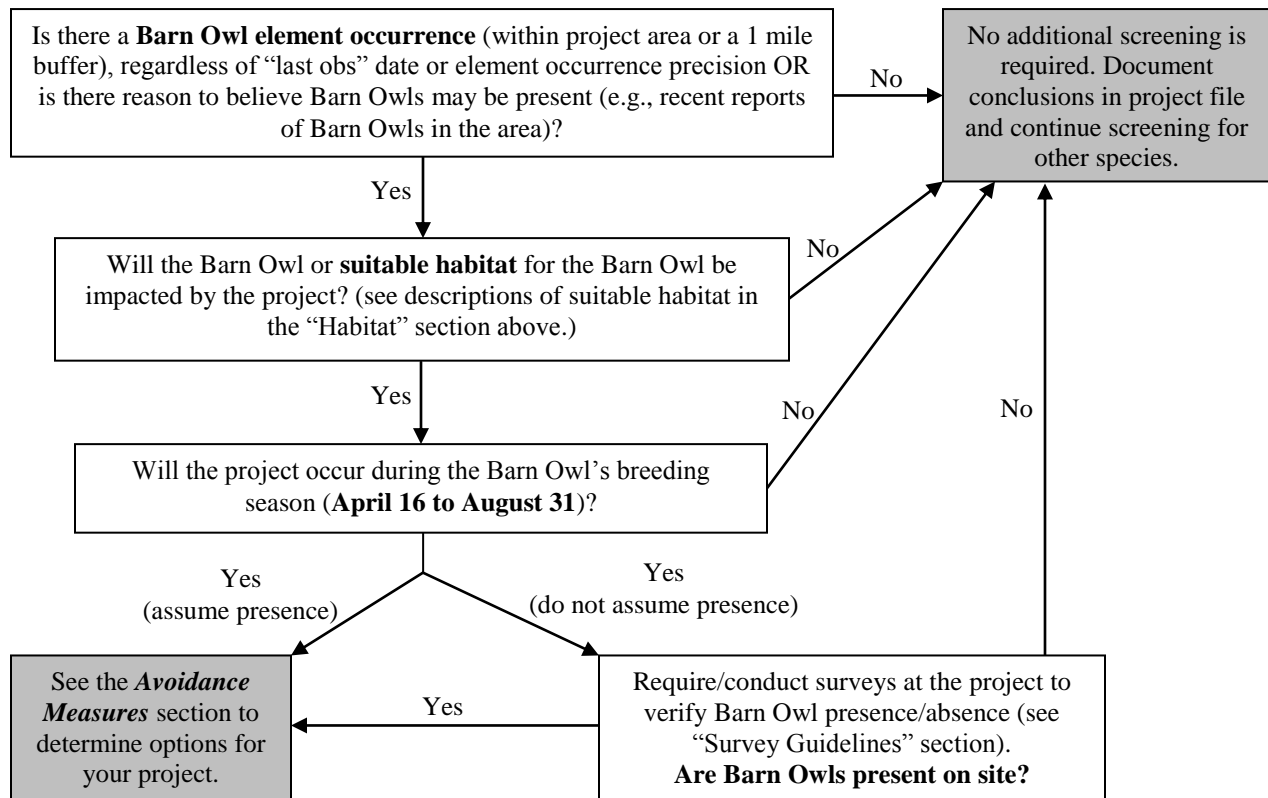 Is there a Barn Owl element occurrence (within project area or a 1 mile
buffer), regardless of “last obs” date or element occurrence precision OR
is there reason to believe Barn Owls may be present (e.g., recent reports
of Barn Owls in the area)?
No
No additional screening is
required. Document
conclusions in project file
and continue screening for
other species.
Yes
Will the Barn Owl or suitable habitat for the Barn Owl be
impacted by the project? (see descriptions of suitable habitat in
the “Habitat” section above.)
No
Yes
Will the project occur during the Barn Owl’s breeding
season (April 16 to August 31)?
No
No
Yes
(assume presence)
Yes
(do not assume presence)
See the Avoidance
Measures section to
determine options for
your project.
Yes
Require/conduct surveys at the project to
verify Barn Owl presence/absence (see
“Survey Guidelines” section).
Are Barn Owls present on site?